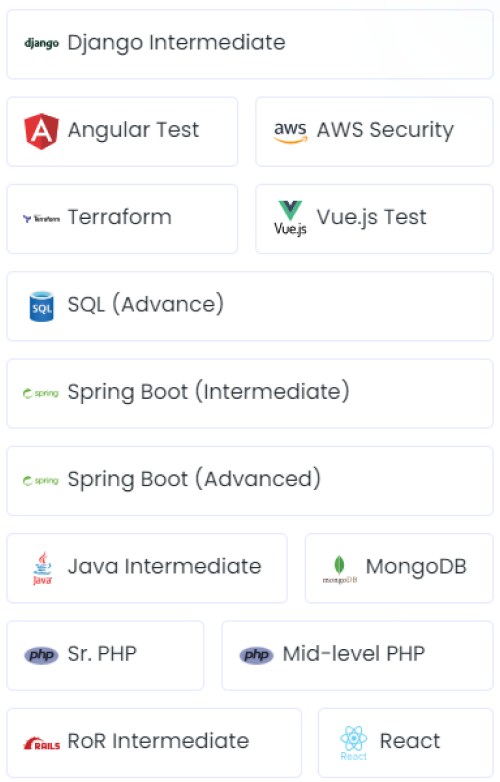 django Django Intermediate
A Angular Test
aws AWS Security
Terraform Terraform
Vue.js Vue.js Test
SQL SQL (Advance)
spring Spring Boot (Intermediate)
spring Spring Boot (Advanced)
Java Java Intermediate
mongoDB MongoDB
php Sr. PHP
php Mid-level PHP
RAILS RoR Intermediate
React React